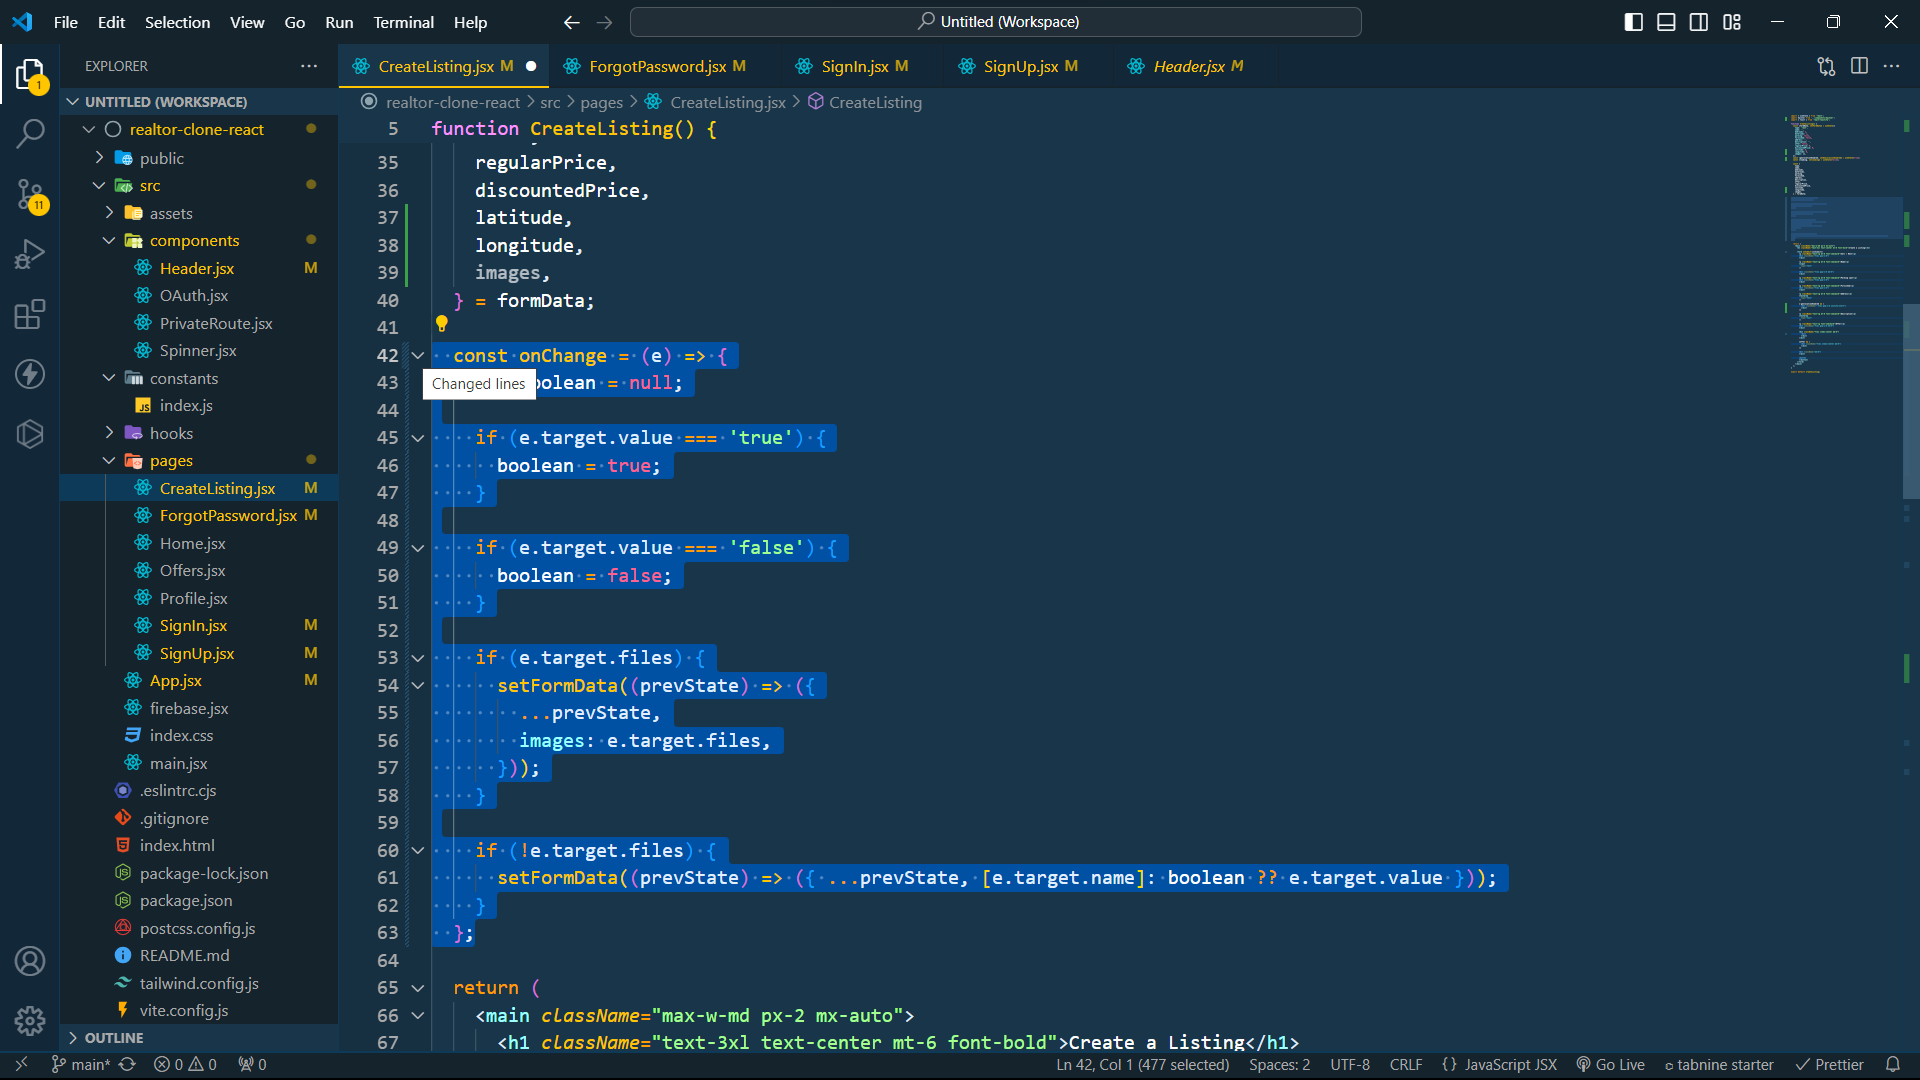 File Edit Selection View Go Run Terminal Help
Untitled (Workspace)
EXPLORER
1
11
UNTITLED (WORKSPACE)
realtor-clone-react
public
src
assets
components
Header.jsx M
OAuth.jsx
PrivateRoute.jsx
Spinner.jsx
constants
JS index.js
hooks
pages
CreateListing.jsx M
ForgotPassword.jsx M
Home.jsx
Offers.jsx
Profile.jsx
SignIn.jsx M
SignUp.jsx M
App.jsx M
firebase.jsx
index.css
main.jsx
.eslintrc.cjs
.gitignore
index.html
package-lock.json
package.json
postcss.config.js
README.md
tailwind.config.js
vite.config.js
OUTLINE
CreateListing.jsx M ForgotPassword.jsx M SignIn.jsx M SignUp.jsx M Header.jsx M
realtor-clone-react > src > pages > CreateListing.jsx > CreateListing
5 function CreateListing() {
35 regularPrice,
36 discountedPrice,
37 latitude,
38 longitude,
39 images,
40 } = formData;
41
42 const onChange = (e) => {
Changed lines
43 oolean = null;
44
45 if (e.target.value === 'true') {
46 boolean = true;
47 }
48
49 if (e.target.value === 'false') {
50 boolean = false;
51 }
52
53 if (e.target.files) {
54 setFormData((prevState) => ({
55 ...prevState,
56 images: e.target.files,
57 }));
58 }
59
60 if (!e.target.files) {
61 setFormData((prevState) => ({ ...prevState, [e.target.name]: boolean ?? e.target.value }));
62 }
63 };
64
65 return (
66 <main className="max-w-md px-2 mx-auto">
67 <h1 className="text-3xl text-center mt-6 font-bold">Create a Listing</h1>
main* 0 0 0 Ln 42, Col 1 (477 selected) Spaces: 2 UTF-8 CRLF {} JavaScript JSX Go Live tabnine starter Prettier